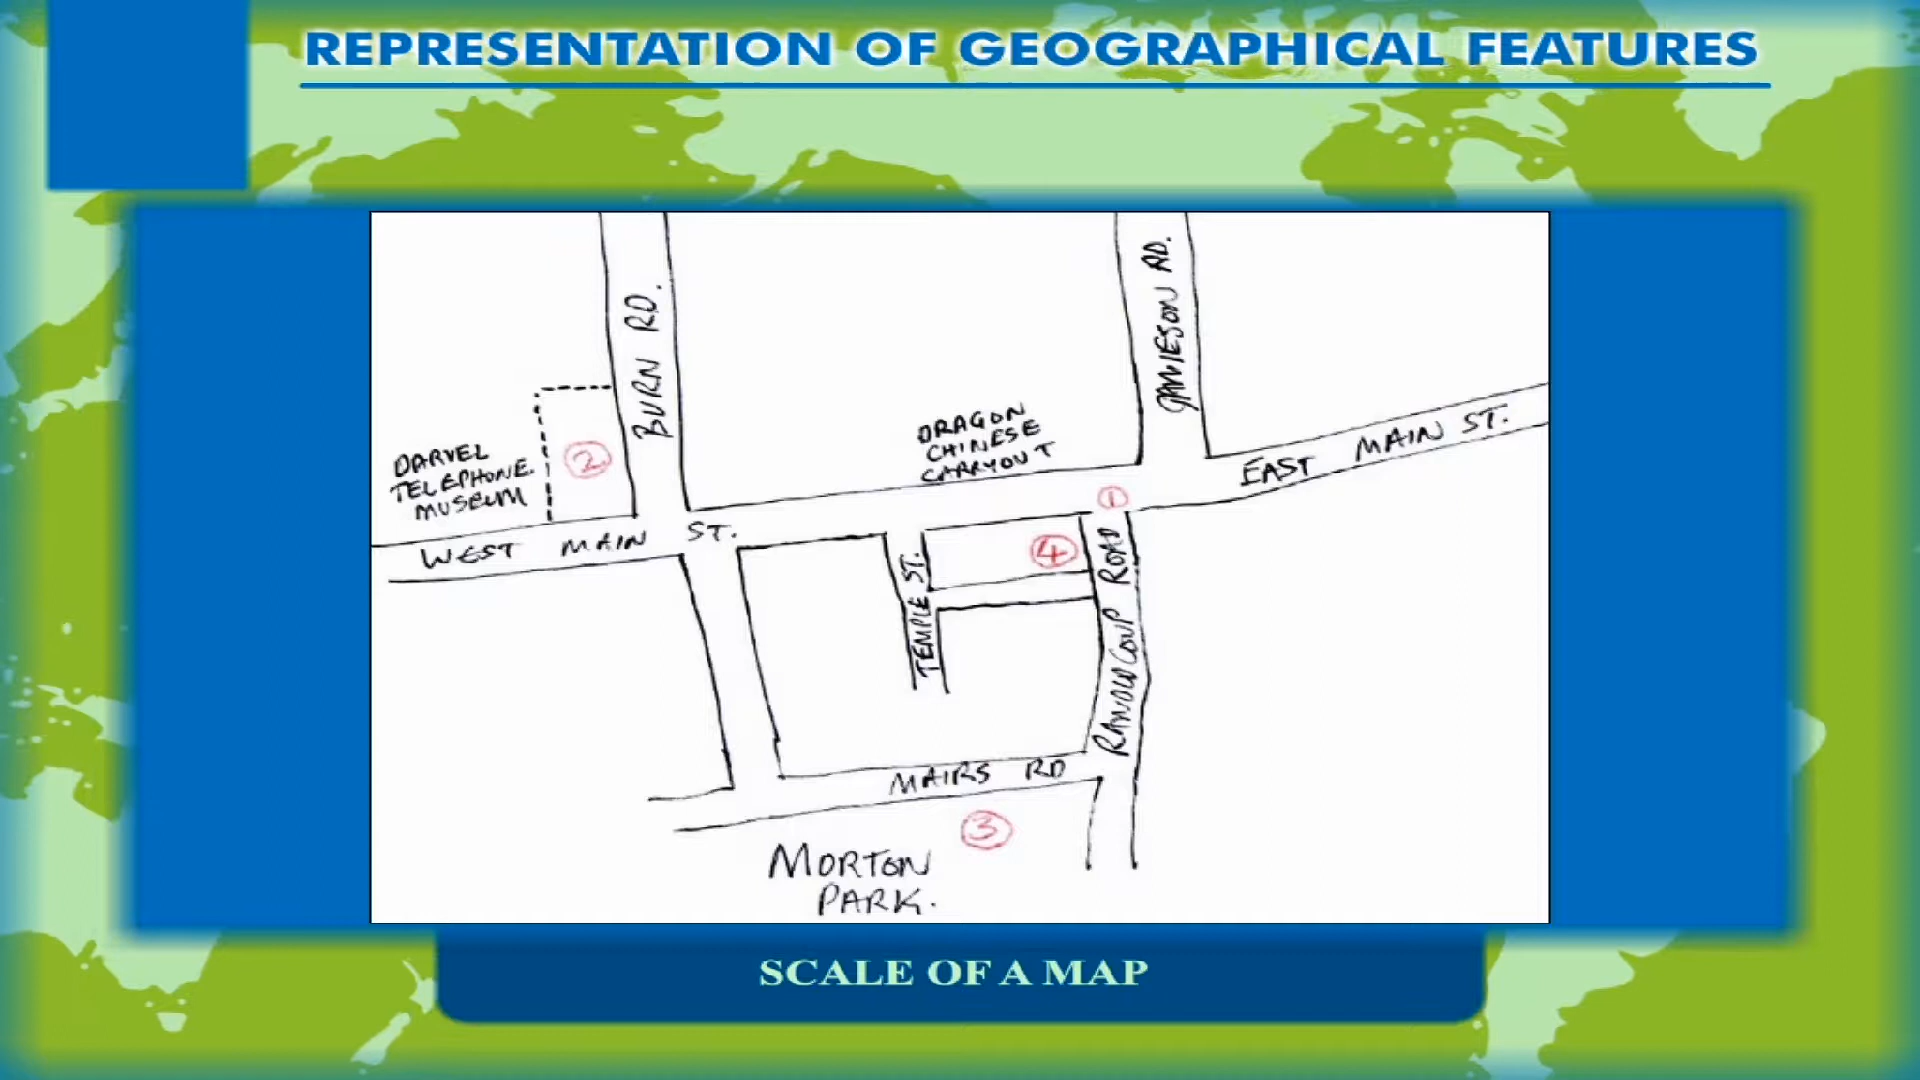 REPRESENTATION OF GEOGRAPHICAL FEATURES
BURN RD.
JAMIESON RD.
DRAGON
CHINESE
CARRYOUT
EAST MAIN ST.
DARVEL
TELEPHONE
MUSEUM
2
1
WEST MAIN ST.
4
TEMPLE ST.
ROAD
MAIRS RD
3
MORTON
PARK.
SCALE OF A MAP